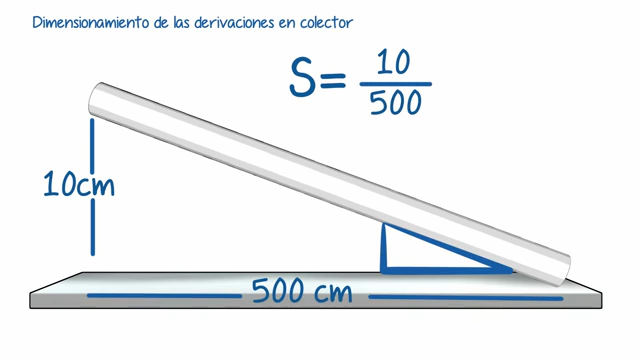 Dimensionamiento de las derivaciones en colector
S= 10
500
10cm
500 cm